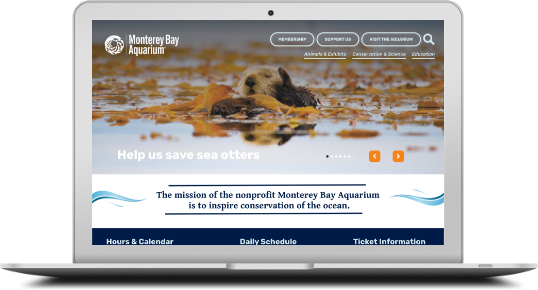 Monterey Bay
Aquarium
MEMBERSHIP
SUPPORT US
VISIT THE AQUARIUM
Animals & Exhibits
Conservation & Science
Education
Help us save sea otters
The mission of the nonprofit Monterey Bay Aquarium
is to inspire conservation of the ocean.
Hours & Calendar
Daily Schedule
Ticket Information